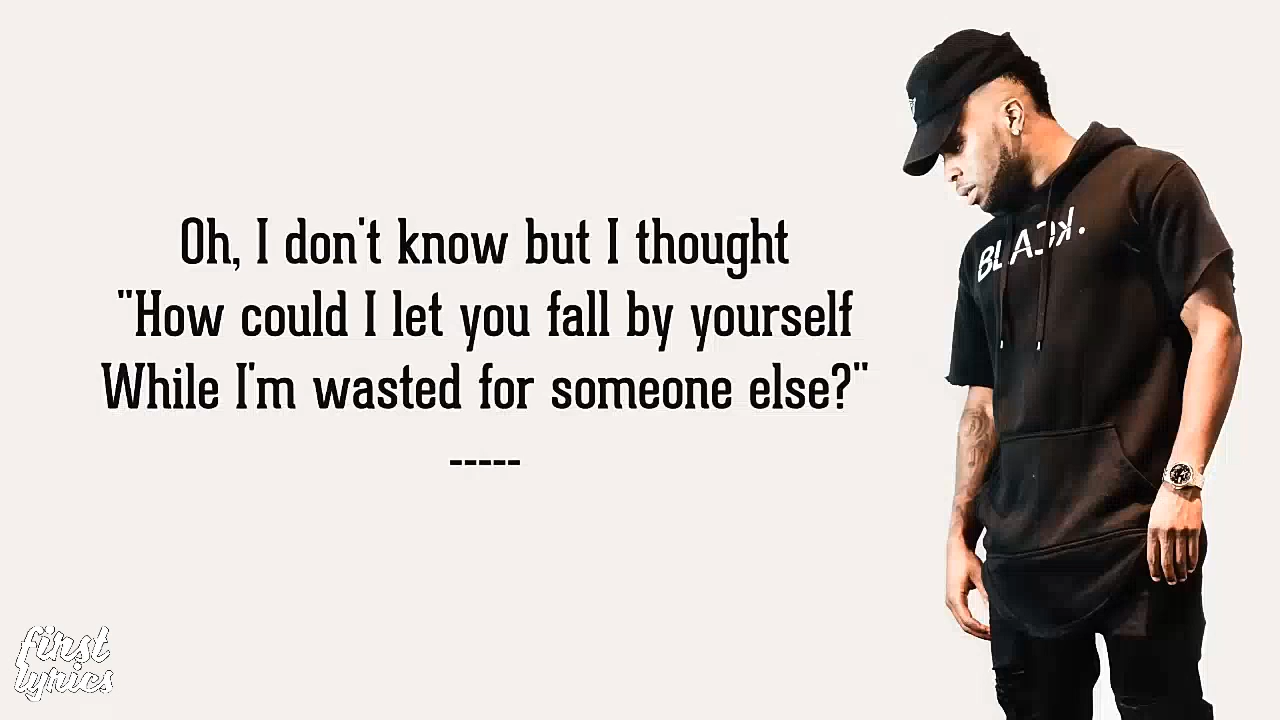 Oh, I don't know but I thought
"How could I let you fall by yourself
While I'm wasted for someone else?"
-----
BLACK.
first
lyrics